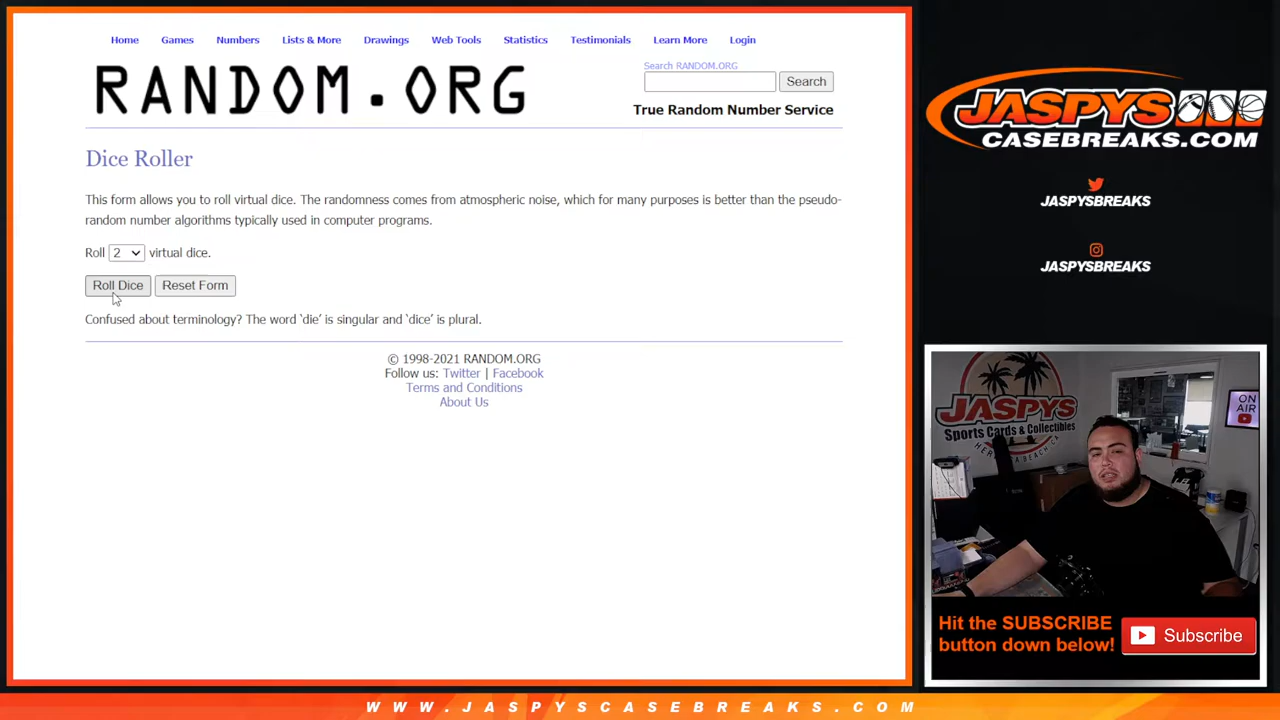 Home Games Numbers Lists & More Drawings Web Tools Statistics Testimonials Learn More Login
RANDOM.ORG
Search RANDOM.ORG
Search
True Random Number Service
Dice Roller
This form allows you to roll virtual dice. The randomness comes from atmospheric noise, which for many purposes is better than the pseudo-
random number algorithms typically used in computer programs.
Roll 2 virtual dice.
Roll Dice Reset Form
Confused about terminology? The word ‘die’ is singular and ‘dice’ is plural.
© 1998-2021 RANDOM.ORG
Follow us: Twitter | Facebook
Terms and Conditions
About Us
JASPYS
CASEBREAKS.COM
JASPYSBREAKS
JASPYSBREAKS
JASPYS
Sports Cards & Collectibles
ON
AIR
Hit the SUBSCRIBE
button down below!
Subscribe
WWW.JASPYSCASEBREAKS.COM